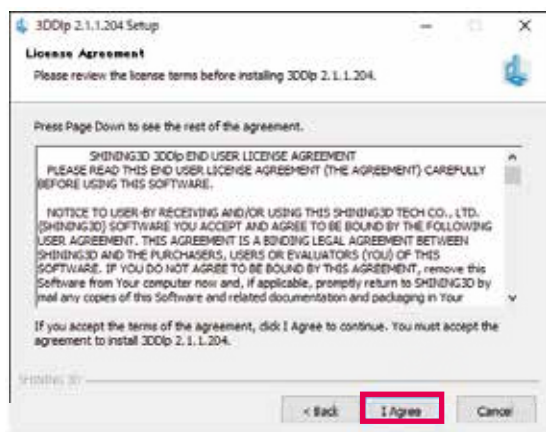 3DDlp 2.1.1.204 Setup
License Agreement
Please review the license terms before installing 3DDlp 2.1.1.204.
Press Page Down to see the rest of the agreement.
SHINING3D 3DDlp END USER LICENSE AGREEMENT
PLEASE READ THIS END USER LICENSE AGREEMENT (THE AGREEMENT) CAREFULLY
BEFORE USING THIS SOFTWARE.
NOTICE TO USER-BY RECEIVING AND/OR USING THIS SHINING3D TECH CO., LTD.
(SHINING3D) SOFTWARE YOU ACCEPT AND AGREE TO BE BOUND BY THE FOLLOWING
USER AGREEMENT. THIS AGREEMENT IS A BINDING LEGAL AGREEMENT BETWEEN
SHINING3D AND THE PURCHASERS, USERS OR EVALUATORS (YOU) OF THIS
SOFTWARE. IF YOU DO NOT AGREE TO BE BOUND BY THIS AGREEMENT, remove this
Software from Your computer now and, if applicable, promptly return to SHINING3D by
mail any copies of this Software and related documentation and packaging in Your
If you accept the terms of the agreement, click I Agree to continue. You must accept the
agreement to install 3DDlp 2.1.1.204.
SHINING 3D
< Back
I Agree
Cancel